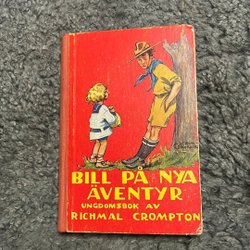 BILL PÅ NYA
ÄVENTYR
UNGDOMSBOK AV
RICHMAL CROMPTON